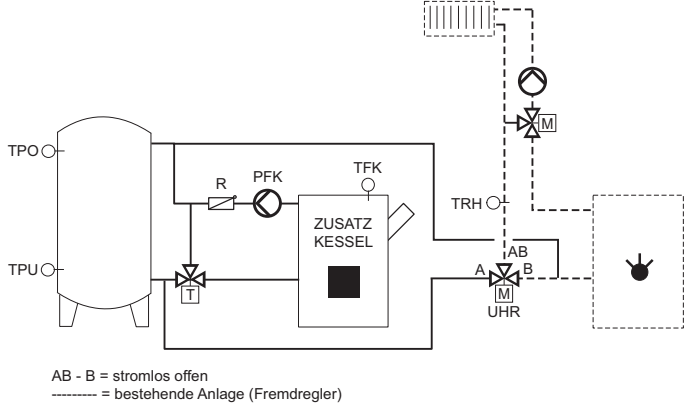 M
TPO
R
PFK
TFK
ZUSATZ
KESSEL
TRH
AB
A
B
TPU
T
M
UHR
AB - B = stromlos offen
--------- = bestehende Anlage (Fremdregler)